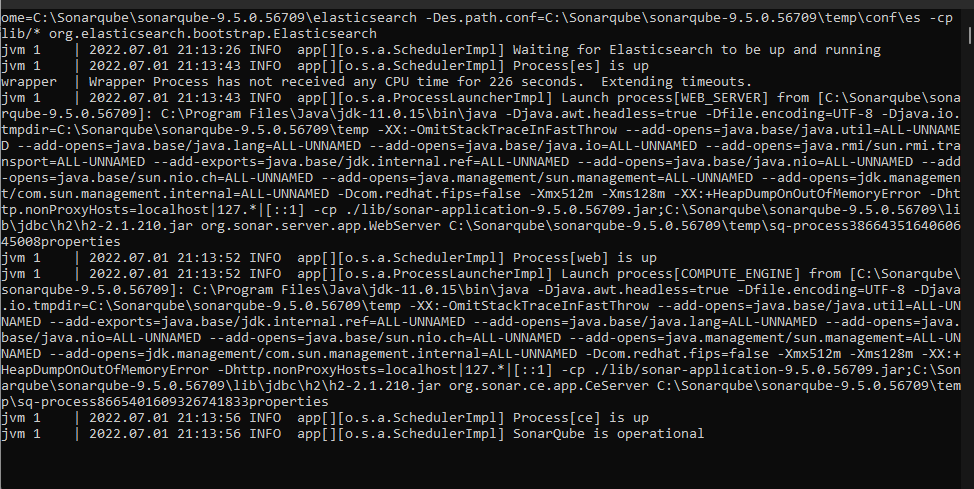 ome=C:\Sonarqube\sonarqube-9.5.0.56709\elasticsearch -Des.path.conf=C:\Sonarqube\sonarqube-9.5.0.56709\temp\conf\es -cp
lib/* org.elasticsearch.bootstrap.Elasticsearch
jvm 1    | 2022.07.01 21:13:26 INFO  app[][o.s.a.SchedulerImpl] Waiting for Elasticsearch to be up and running
jvm 1    | 2022.07.01 21:13:43 INFO  app[][o.s.a.SchedulerImpl] Process[es] is up
wrapper  | Wrapper Process has not received any CPU time for 226 seconds.  Extending timeouts.
jvm 1    | 2022.07.01 21:13:43 INFO  app[][o.s.a.ProcessLauncherImpl] Launch process[WEB_SERVER] from [C:\Sonarqube\sona
rqube-9.5.0.56709]: C:\Program Files\Java\jdk-11.0.15\bin\java -Djava.awt.headless=true -Dfile.encoding=UTF-8 -Djava.io.
tmpdir=C:\Sonarqube\sonarqube-9.5.0.56709\temp -XX:-OmitStackTraceInFastThrow --add-opens=java.base/java.util=ALL-UNNAME
D --add-opens=java.base/java.lang=ALL-UNNAMED --add-opens=java.base/java.io=ALL-UNNAMED --add-opens=java.rmi/sun.rmi.tra
nsport=ALL-UNNAMED --add-exports=java.base/jdk.internal.ref=ALL-UNNAMED --add-opens=java.base/java.nio=ALL-UNNAMED --add
-opens=java.base/sun.nio.ch=ALL-UNNAMED --add-opens=java.management/sun.management=ALL-UNNAMED --add-opens=jdk.managemen
t/com.sun.management.internal=ALL-UNNAMED -Dcom.redhat.fips=false -Xmx512m -Xms128m -XX:+HeapDumpOnOutOfMemoryError -Dht
tp.nonProxyHosts=localhost|127.*|[::1] -cp ./lib/sonar-application-9.5.0.56709.jar;C:\Sonarqube\sonarqube-9.5.0.56709\li
b\jdbc\h2\h2-2.1.210.jar org.sonar.server.app.WebServer C:\Sonarqube\sonarqube-9.5.0.56709\temp\sq-process38664351640606
45008properties
jvm 1    | 2022.07.01 21:13:52 INFO  app[][o.s.a.SchedulerImpl] Process[web] is up
jvm 1    | 2022.07.01 21:13:52 INFO  app[][o.s.a.ProcessLauncherImpl] Launch process[COMPUTE_ENGINE] from [C:\Sonarqube\
sonarqube-9.5.0.56709]: C:\Program Files\Java\jdk-11.0.15\bin\java -Djava.awt.headless=true -Dfile.encoding=UTF-8 -Djava
.io.tmpdir=C:\Sonarqube\sonarqube-9.5.0.56709\temp -XX:-OmitStackTraceInFastThrow --add-opens=java.base/java.util=ALL-UN
NAMED --add-exports=java.base/jdk.internal.ref=ALL-UNNAMED --add-opens=java.base/java.lang=ALL-UNNAMED --add-opens=java.
base/java.nio=ALL-UNNAMED --add-opens=java.base/sun.nio.ch=ALL-UNNAMED --add-opens=java.management/sun.management=ALL-UN
NAMED --add-opens=jdk.management/com.sun.management.internal=ALL-UNNAMED -Dcom.redhat.fips=false -Xmx512m -Xms128m -XX:+
HeapDumpOnOutOfMemoryError -Dhttp.nonProxyHosts=localhost|127.*|[::1] -cp ./lib/sonar-application-9.5.0.56709.jar;C:\Son
arqube\sonarqube-9.5.0.56709\lib\jdbc\h2\h2-2.1.210.jar org.sonar.ce.app.CeServer C:\Sonarqube\sonarqube-9.5.0.56709\tem
p\sq-process8665401609326741833properties
jvm 1    | 2022.07.01 21:13:56 INFO  app[][o.s.a.SchedulerImpl] Process[ce] is up
jvm 1    | 2022.07.01 21:13:56 INFO  app[][o.s.a.SchedulerImpl] SonarQube is operational